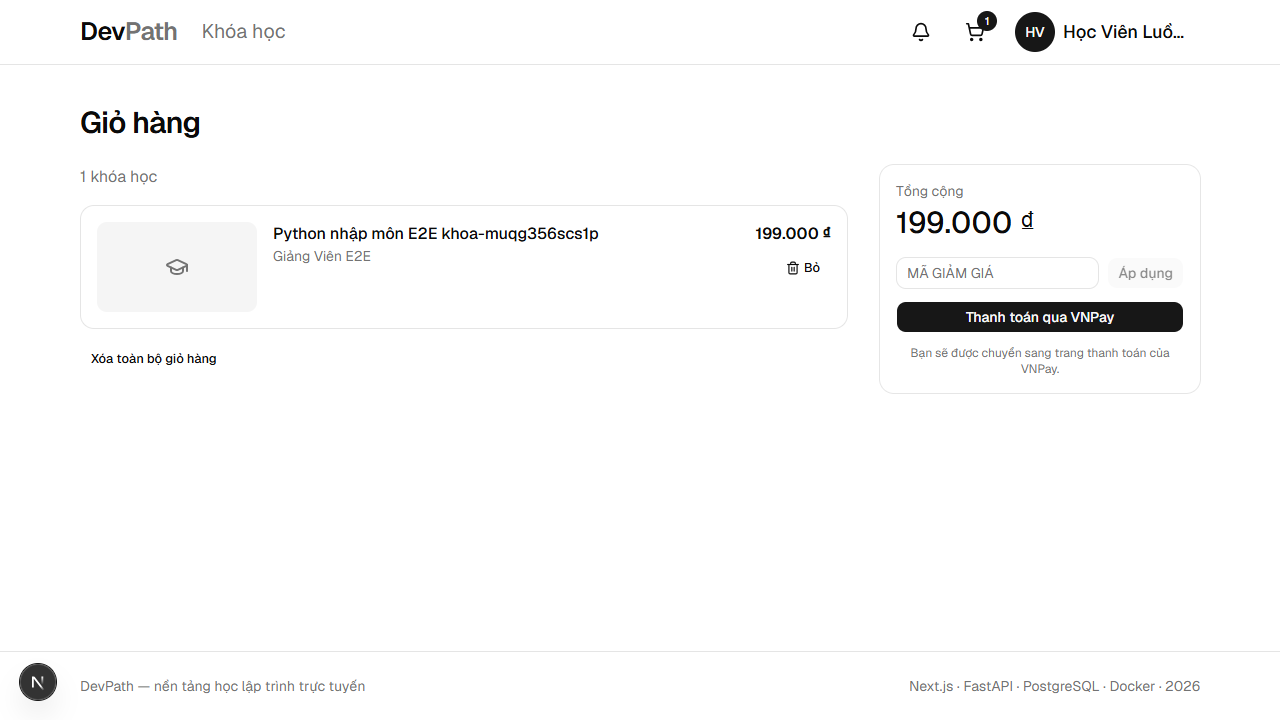 DevPath Khóa học 1 HV Học Viên Luồ...
Giỏ hàng
1 khóa học
Python nhập môn E2E khoa-muqg356scs1p 199.000 ₫
Giảng Viên E2E
Bỏ
Xóa toàn bộ giỏ hàng
Tổng cộng
199.000 ₫
MÃ GIẢM GIÁ Áp dụng
Thanh toán qua VNPay
Bạn sẽ được chuyển sang trang thanh toán của
VNPay.
N
DevPath — nền tảng học lập trình trực tuyến Next.js · FastAPI · PostgreSQL · Docker · 2026